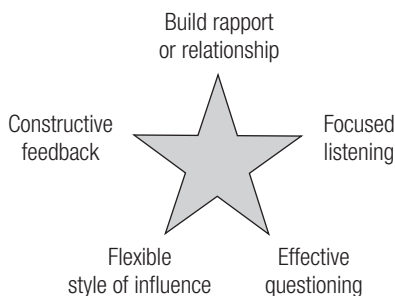 Build rapport
or relationship
Constructive
feedback
Focused
listening
Flexible
style of influence
Effective
questioning